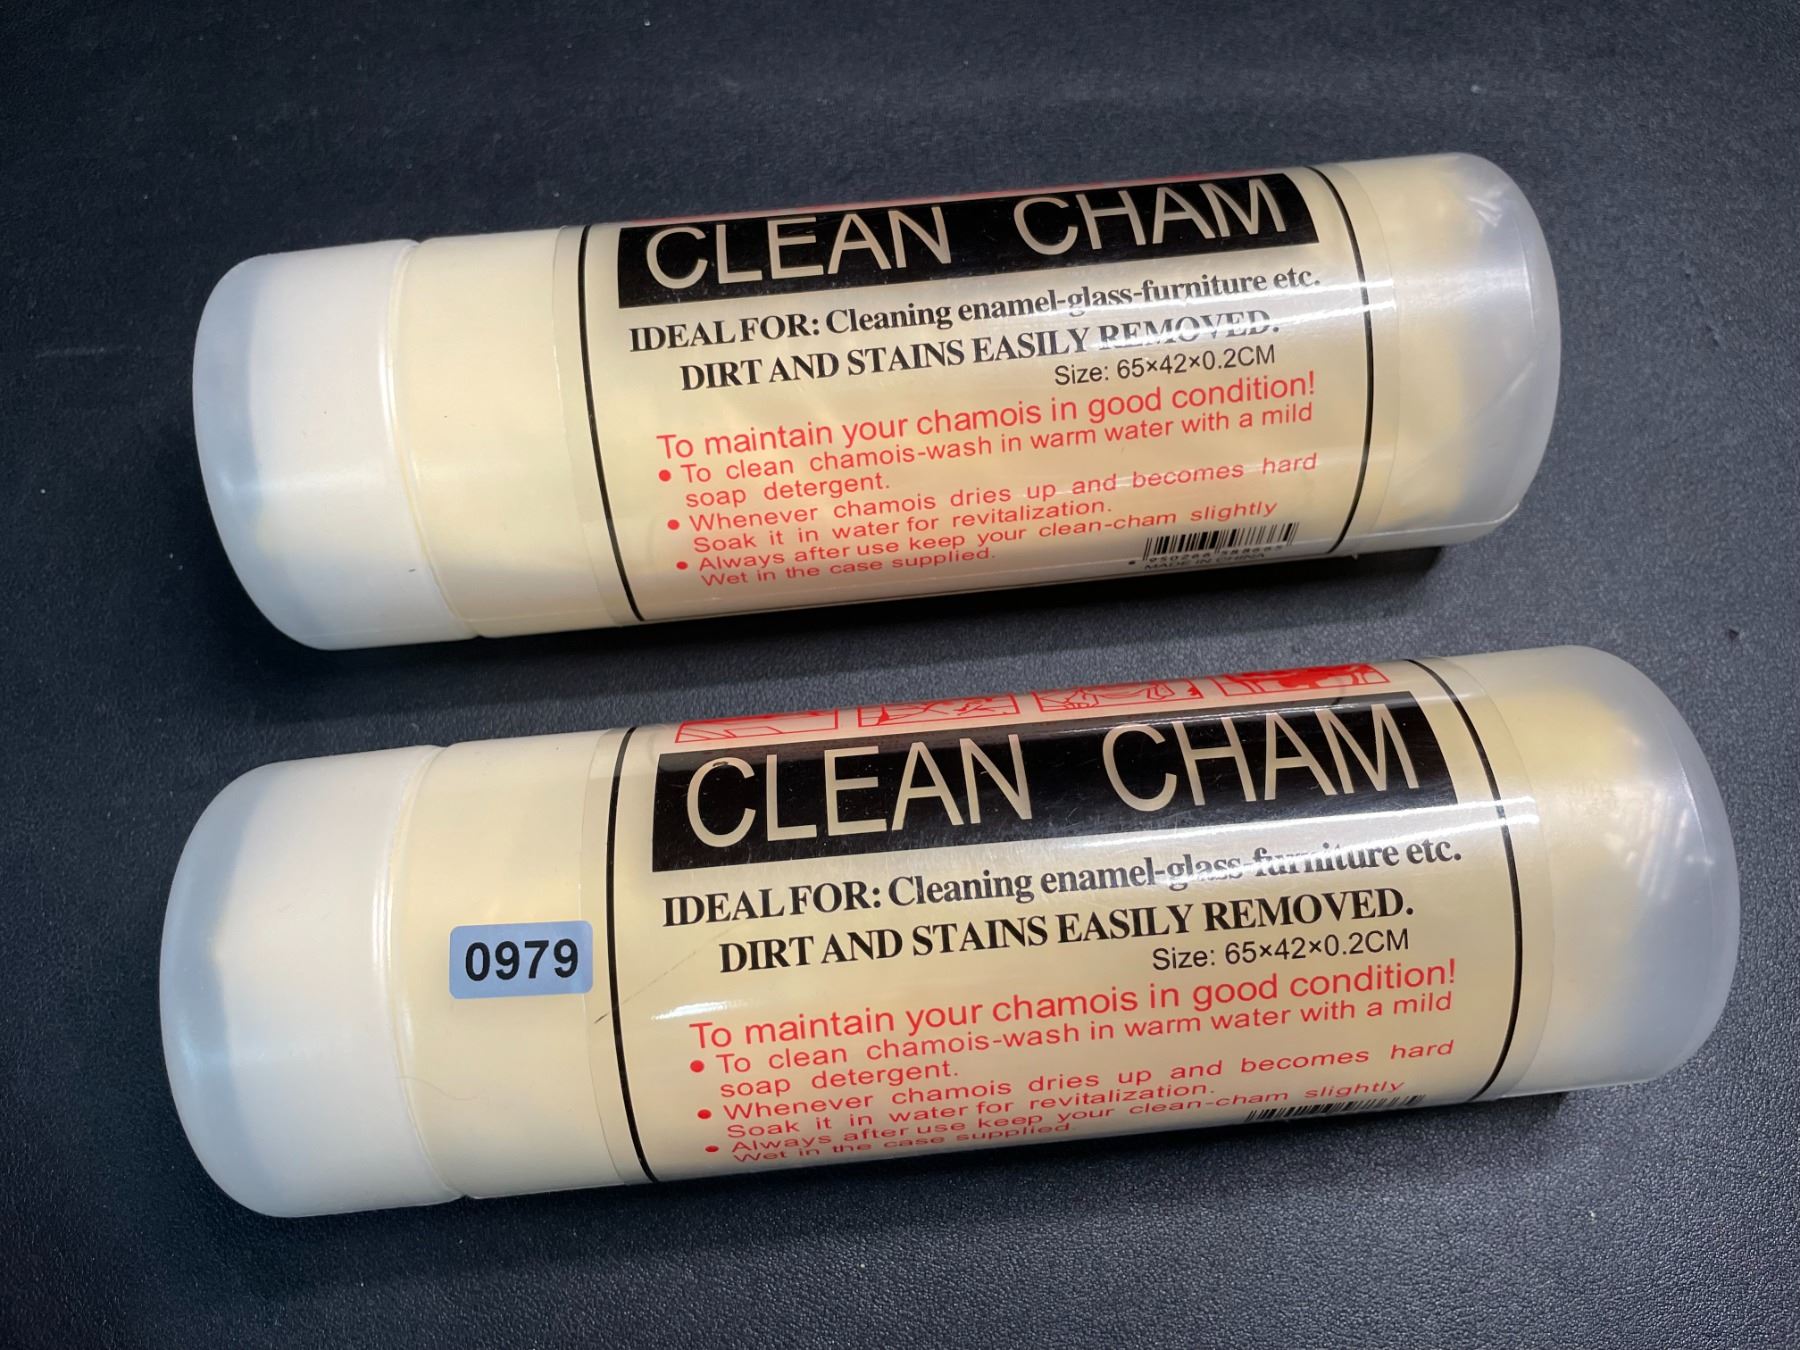 CLEAN CHAM
IDEAL FOR: Cleaning enamel-glass-furniture etc.
DIRT AND STAINS EASILY REMOVED.
Size: 65×42×0.2CM
To maintain your chamois in good condition!
• To clean chamois-wash in warm water with a mild
soap detergent.
• Whenever chamois dries up and becomes hard
Soak it in water for revitalization.
• Always after use keep your clean-cham slightly
Wet in the case supplied.
MADE IN CHINA
CLEAN CHAM
IDEAL FOR: Cleaning enamel-glass-furniture etc.
DIRT AND STAINS EASILY REMOVED.
Size: 65×42×0.2CM
0979
To maintain your chamois in good condition!
• To clean chamois-wash in warm water with a mild
soap detergent.
• Whenever chamois dries up and becomes hard
Soak it in water for revitalization.
• Always after use keep your clean-cham slightly
Wet in the case supplied.